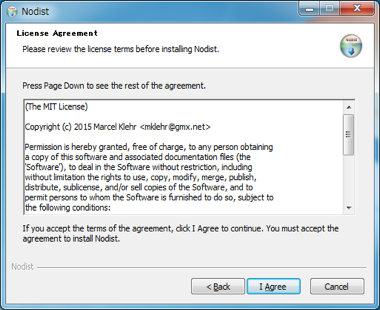 Nodist
License Agreement
Please review the license terms before installing Nodist.
Press Page Down to see the rest of the agreement.
(The MIT License)
Copyright (c) 2015 Marcel Klehr <mklehr@gmx.net>
Permission is hereby granted, free of charge, to any person obtaining
a copy of this software and associated documentation files (the
'Software'), to deal in the Software without restriction, including
without limitation the rights to use, copy, modify, merge, publish,
distribute, sublicense, and/or sell copies of the Software, and to
permit persons to whom the Software is furnished to do so, subject to
the following conditions:
If you accept the terms of the agreement, click I Agree to continue. You must accept the
agreement to install Nodist.
Nodist
< Back
I Agree
Cancel